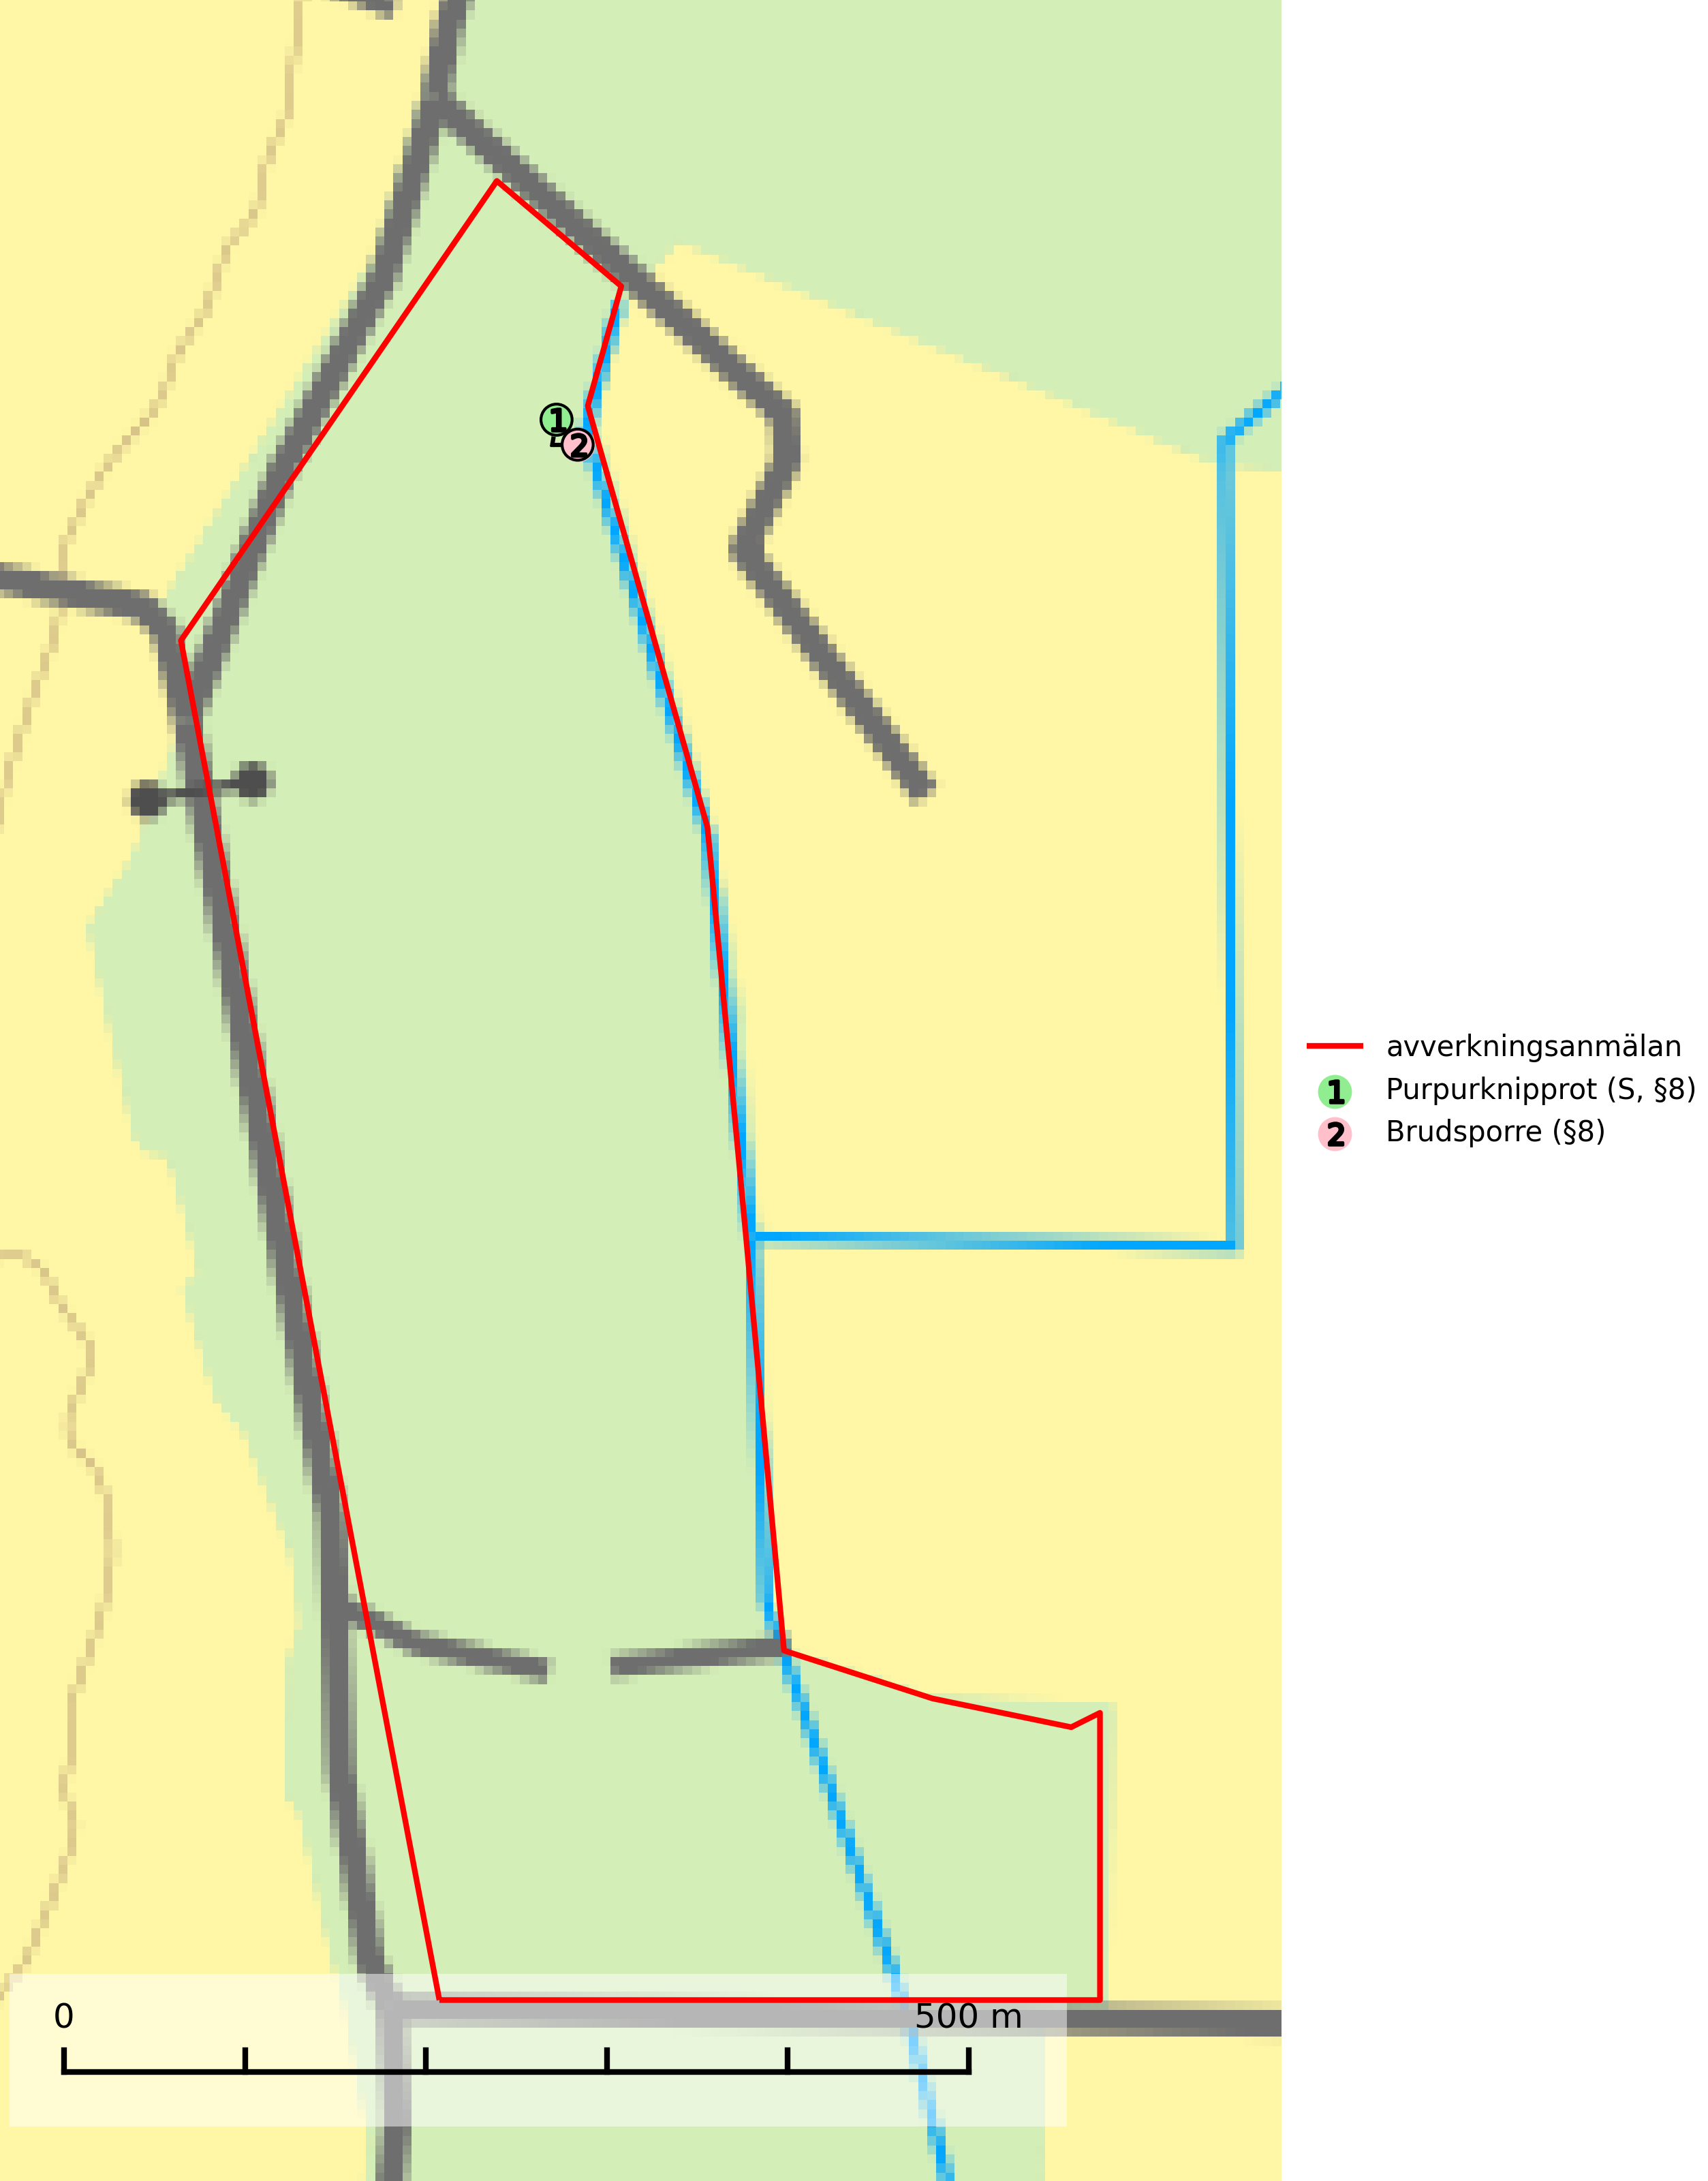 1
2
avverkningsanmälan
1 Purpurknipprot (S, §8)
2 Brudsporre (§8)
0 500 m